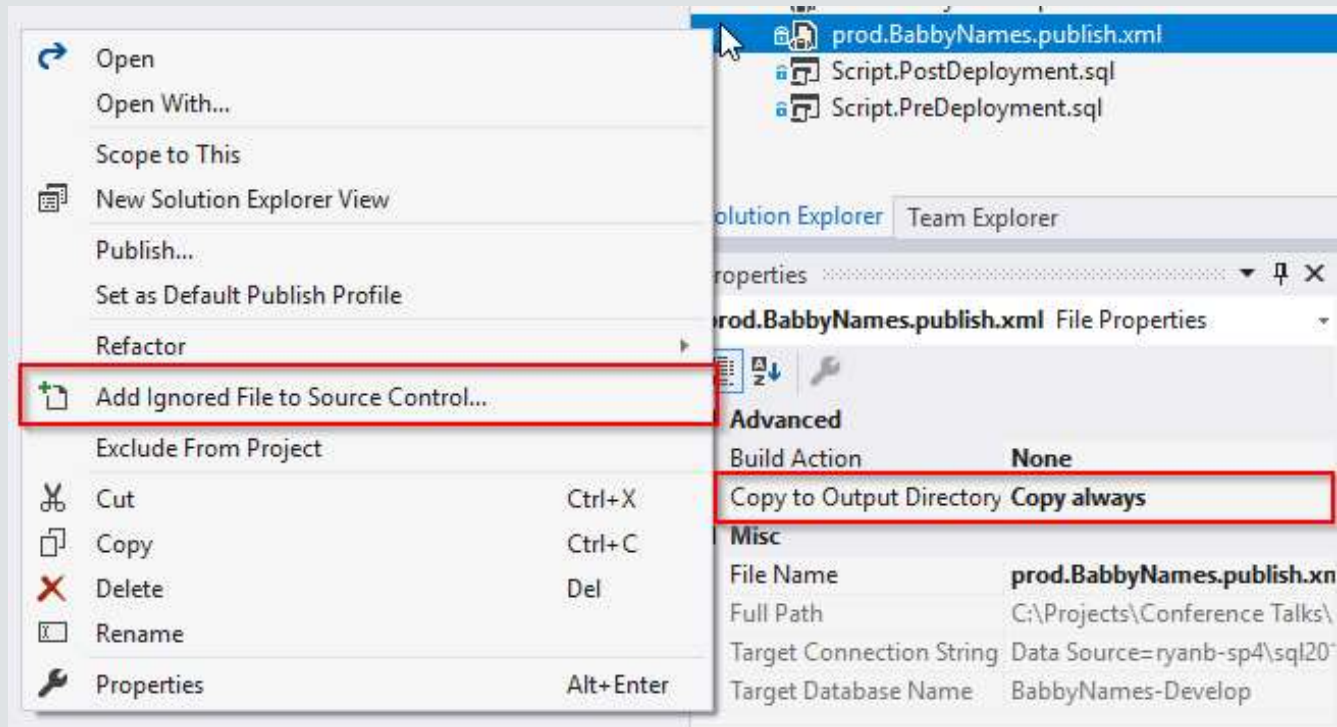 Open
Open With...
Scope to This
New Solution Explorer View
Publish...
Set as Default Publish Profile
Refactor
Add Ignored File to Source Control...
Exclude From Project
Cut Ctrl+X
Copy Ctrl+C
Delete Del
Rename
Properties Alt+Enter
prod.BabbyNames.publish.xml
Script.PostDeployment.sql
Script.PreDeployment.sql
olution Explorer Team Explorer
roperties
rod.BabbyNames.publish.xml File Properties
Advanced
Build Action None
Copy to Output Directory Copy always
Misc
File Name prod.BabbyNames.publish.xn
Full Path C:\Projects\Conference Talks\
Target Connection String Data Source=ryanb-sp4\sql20
Target Database Name BabbyNames-Develop